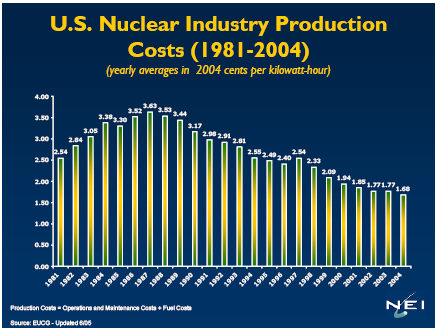 U.S. Nuclear Industry Production
Costs (1981-2004)
(yearly averages in 2004 cents per kilowatt-hour)
4.00
3.50
3.00
2.50
2.00
1.50
1.00
0.50
0.00
2.54 2.84 3.05 3.38 3.30 3.52 3.63 3.53 3.44 3.17 2.98 2.91 2.81 2.55 2.49 2.40 2.54 2.33 2.09 1.94 1.85 1.77 1.77 1.68
1981 1982 1983 1984 1985 1986 1987 1988 1989 1990 1991 1992 1993 1994 1995 1996 1997 1998 1999 2000 2001 2002 2003 2004
Production Costs = Operations and Maintenance Costs + Fuel Costs
Source: EUCG - Updated 6/05
NEI